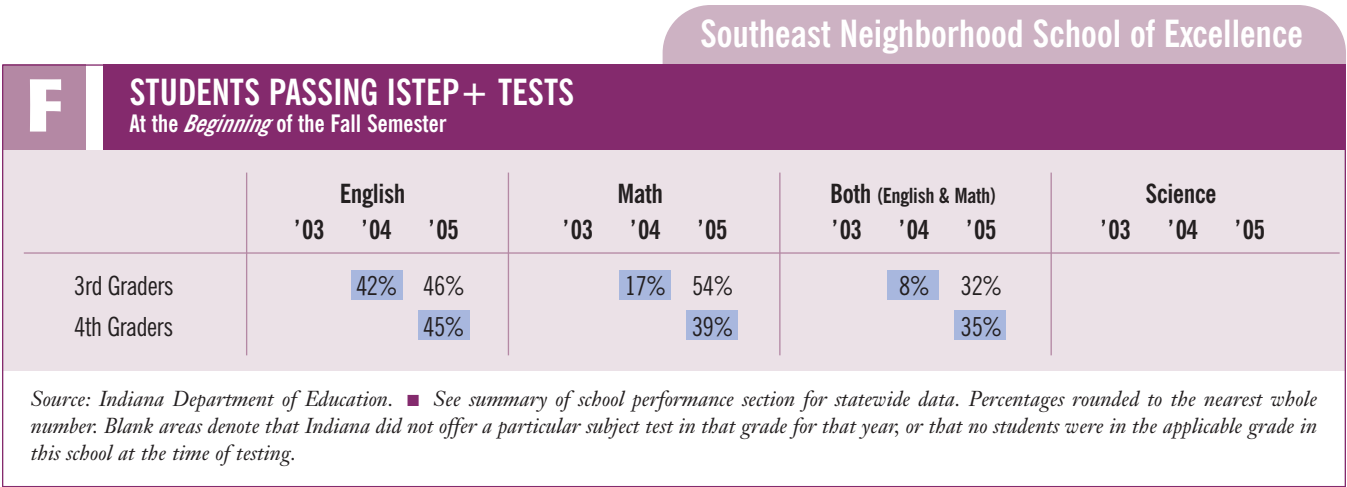 Southeast Neighborhood School of Excellence
F
STUDENTS PASSING ISTEP+ TESTS
At the Beginning of the Fall Semester
English Math Both (English & Math) Science
’03 ’04 ’05 ’03 ’04 ’05 ’03 ’04 ’05 ’03 ’04 ’05
3rd Graders 42% 46% 17% 54% 8% 32%
4th Graders 45% 39% 35%
Source: Indiana Department of Education. ■ See summary of school performance section for statewide data. Percentages rounded to the nearest whole
number. Blank areas denote that Indiana did not offer a particular subject test in that grade for that year, or that no students were in the applicable grade in
this school at the time of testing.